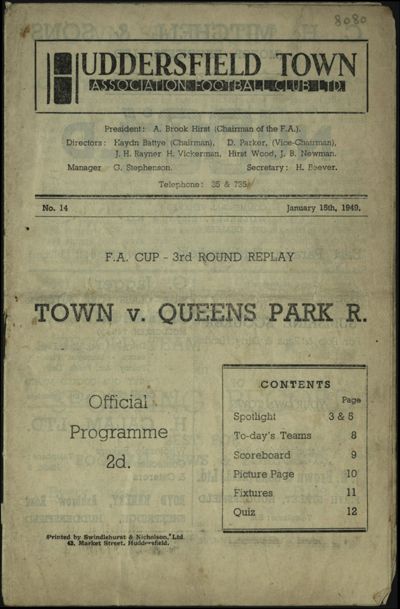 8080
HUDDERSFIELD TOWN
ASSOCIATION FOOTBALL CLUB LTD.
President: A. Brook Hirst (Chairman of the F.A.).
Directors: Haydn Battye (Chairman), D. Parker, (Vice-Chairman),
J. H. Rayner H. Vickerman, Hirst Wood, J. B. Newman.
Manager G. Stephenson. Secretary: H. Beever.
Telephone: 35 & 735
No. 14 January 15th, 1949.
F.A. CUP - 3rd ROUND REPLAY
TOWN v. QUEENS PARK R.
Official
Programme
2d.
CONTENTS
Page
Spotlight 3 & 5
To-day's Teams 8
Scoreboard 9
Picture Page 10
Fixtures 11
Quiz 12
Printed by Swindlehurst & Nicholson, Ltd.
43, Market Street, Huddersfield.